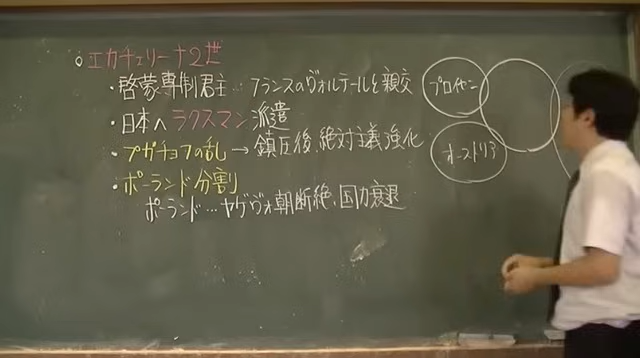 ○エカチェリーナ2世
・啓蒙専制君主…フランスのヴォルテールと親交
・日本へラクスマン派遣
・プガチョフの乱→鎮圧後、絶対主義強化
・ポーランド分割
ポーランド…ヤゲヴォ朝断絶、国力衰退
プロイセン
オーストリア